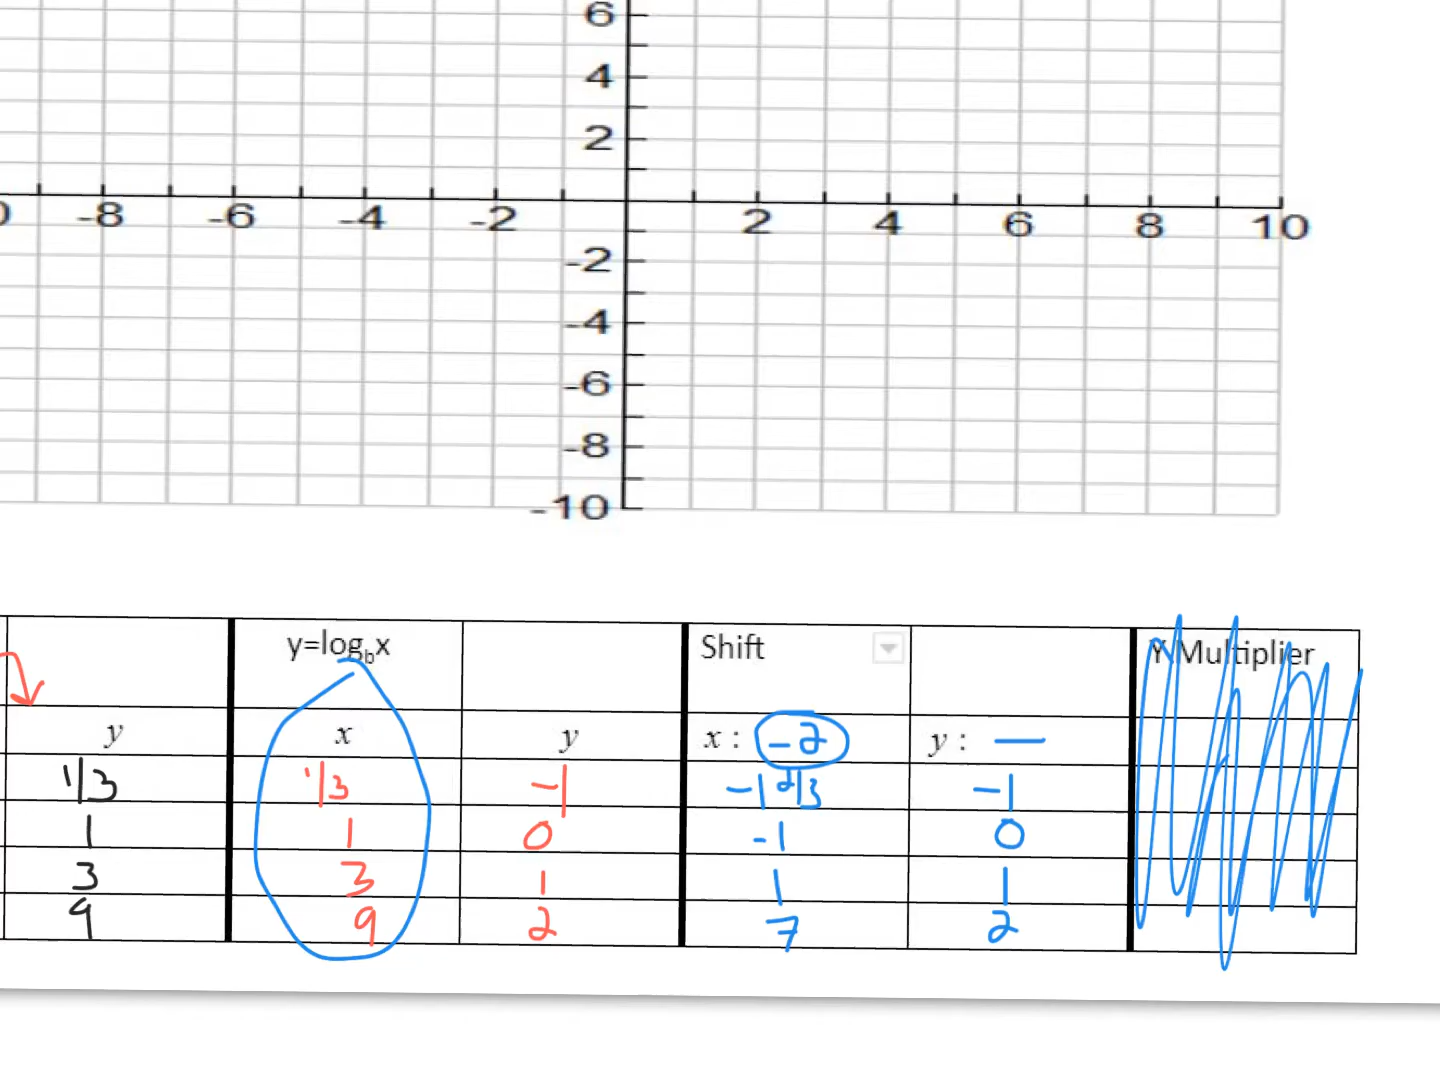 6
4
2
-8 -6 -4 -2 2 4 6 8 10
-2
-4
-6
-8
-10
y=log_b x Shift Y Multiplier
y x y x : -2 y : —
1/3 1/3 -1 -1 2/3 -1
1 1 0 -1 0
3 3 1 1 1
9 9 2 7 2